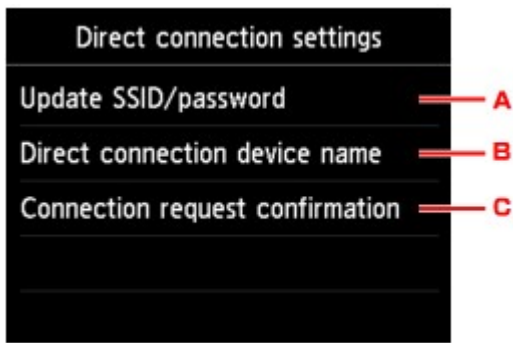 Direct connection settings
Update SSID/password A
Direct connection device name B
Connection request confirmation C